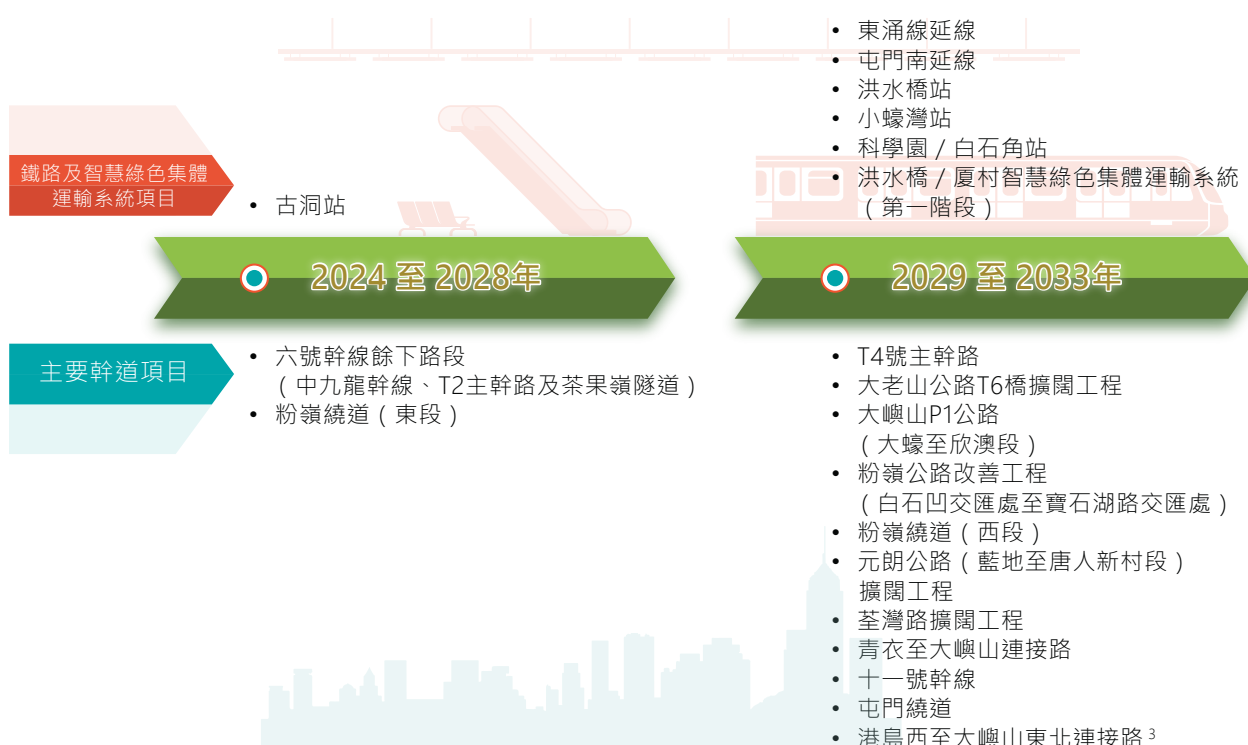 • 東涌線延線
• 屯門南延線
• 洪水橋站
• 小蠔灣站
• 科學園 / 白石角站
• 洪水橋 / 厦村智慧綠色集體運輸系統
（第一階段）
鐵路及智慧綠色集體
運輸系統項目
• 古洞站
2024 至 2028年
2029 至 2033年
主要幹道項目
• 六號幹線餘下路段
（中九龍幹線、T2主幹路及茶果嶺隧道）
• 粉嶺繞道（東段）
• T4號主幹路
• 大老山公路T6橋擴闊工程
• 大嶼山P1公路
（大蠔至欣澳段）
• 粉嶺公路改善工程
（白石凹交匯處至寶石湖路交匯處）
• 粉嶺繞道（西段）
• 元朗公路（藍地至唐人新村段）
擴闊工程
• 荃灣路擴闊工程
• 青衣至大嶼山連接路
• 十一號幹線
• 屯門繞道
• 港島西至大嶼山東北連接路 3